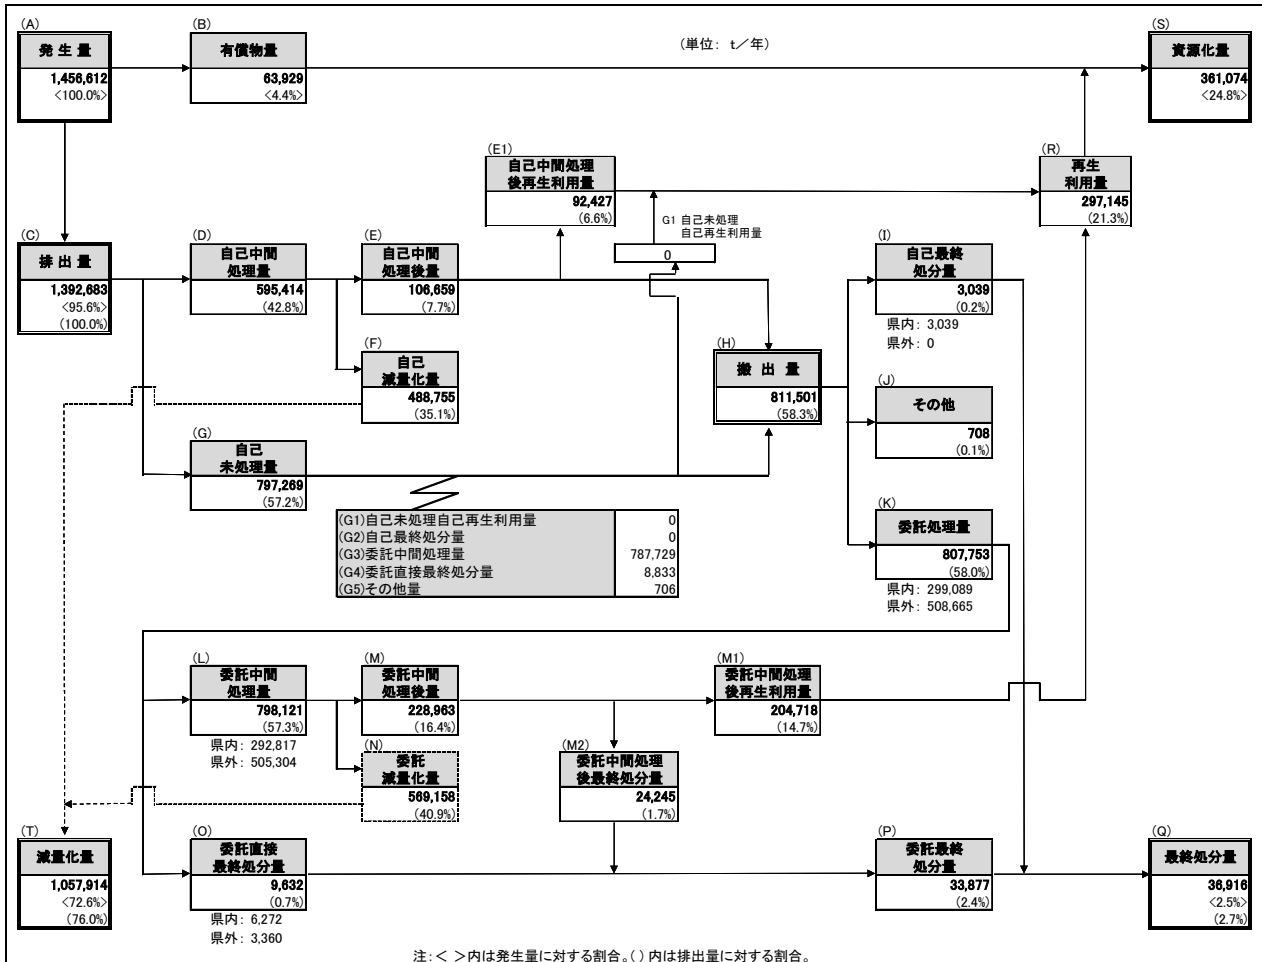 (A)
発 生 量
1,456,612
<100.0%>
(B)
有償物量
63,929
<4.4%>
(単位: t／年)
(S)
資源化量
361,074
<24.8%>
(E1)
自己中間処理
後再生利用量
92,427
(6.6%)
(R)
再生
利用量
297,145
(21.3%)
G1 自己未処理
自己再生利用量
0
(C)
排 出 量
1,392,683
<95.6%>
(100.0%)
(D)
自己中間
処理量
595,414
(42.8%)
(E)
自己中間
処理後量
106,659
(7.7%)
(I)
自己最終
処分量
3,039
(0.2%)
県内: 3,039
県外: 0
(F)
自己
減量化量
488,755
(35.1%)
(H)
搬 出 量
811,501
(58.3%)
(J)
その他
708
(0.1%)
(G)
自己
未処理量
797,269
(57.2%)
(G1)自己未処理自己再生利用量 0
(G2)自己最終処分量 0
(G3)委託中間処理量 787,729
(G4)委託直接最終処分量 8,833
(G5)その他量 706
(K)
委託処理量
807,753
(58.0%)
県内: 299,089
県外: 508,665
(L)
委託中間
処理量
798,121
(57.3%)
県内: 292,817
県外: 505,304
(M)
委託中間
処理後量
228,963
(16.4%)
(M1)
委託中間処理
後再生利用量
204,718
(14.7%)
(N)
委託
減量化量
569,158
(40.9%)
(M2)
委託中間処理
後最終処分量
24,245
(1.7%)
(T)
減量化量
1,057,914
<72.6%>
(76.0%)
(O)
委託直接
最終処分量
9,632
(0.7%)
県内: 6,272
県外: 3,360
(P)
委託最終
処分量
33,877
(2.4%)
(Q)
最終処分量
36,916
<2.5%>
(2.7%)
注:< >内は発生量に対する割合。( )内は排出量に対する割合。